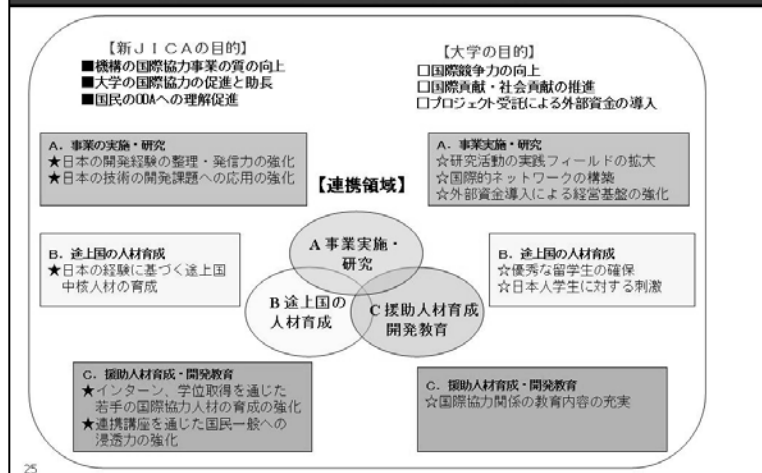 【新JICAの目的】
■機構の国際協力事業の質の向上
■大学の国際協力の促進と助長
■国民のODAへの理解促進
【大学の目的】
□国際競争力の向上
□国際貢献・社会貢献の推進
□プロジェクト受託による外部資金の導入
A．事業の実施・研究
★日本の開発経験の整理・発信力の強化
★日本の技術の開発課題への応用の強化
A．事業実施・研究
☆研究活動の実践フィールドの拡大
☆国際的ネットワークの構築
☆外部資金導入による経営基盤の強化
【連携領域】
A 事業実施・
研究
B 途上国の
人材育成
C 援助人材育成
開発教育
B．途上国の人材育成
★日本の経験に基づく途上国
中核人材の育成
B．途上国の人材育成
☆優秀な留学生の確保
☆日本人学生に対する刺激
C．援助人材育成・開発教育
★インターン、学位取得を通じた
若手の国際協力人材の育成の強化
★連携講座を通じた国民一般への
浸透力の強化
C．援助人材育成・開発教育
☆国際協力関係の教育内容の充実
25